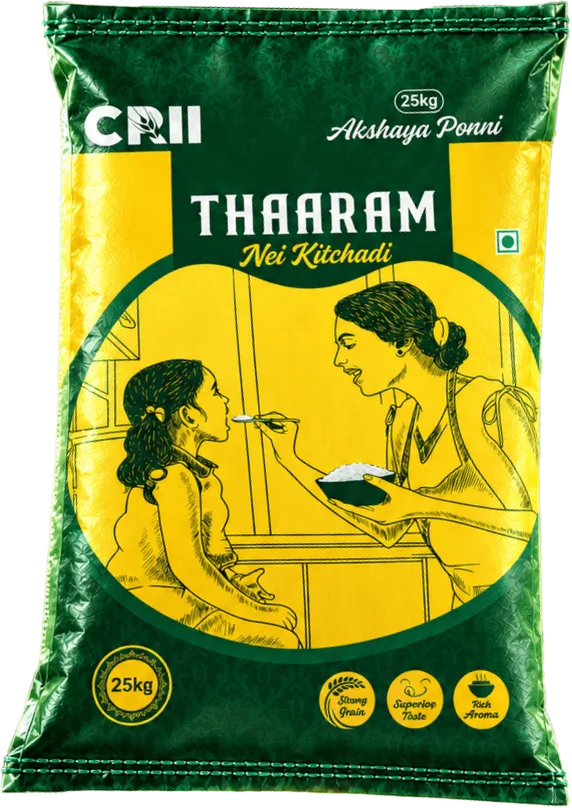 CRII
25kg
Akshaya Ponni
THAARAM
Nei Kitchadi
25kg
Strong
Grain
Superior
Taste
Rich
Aroma